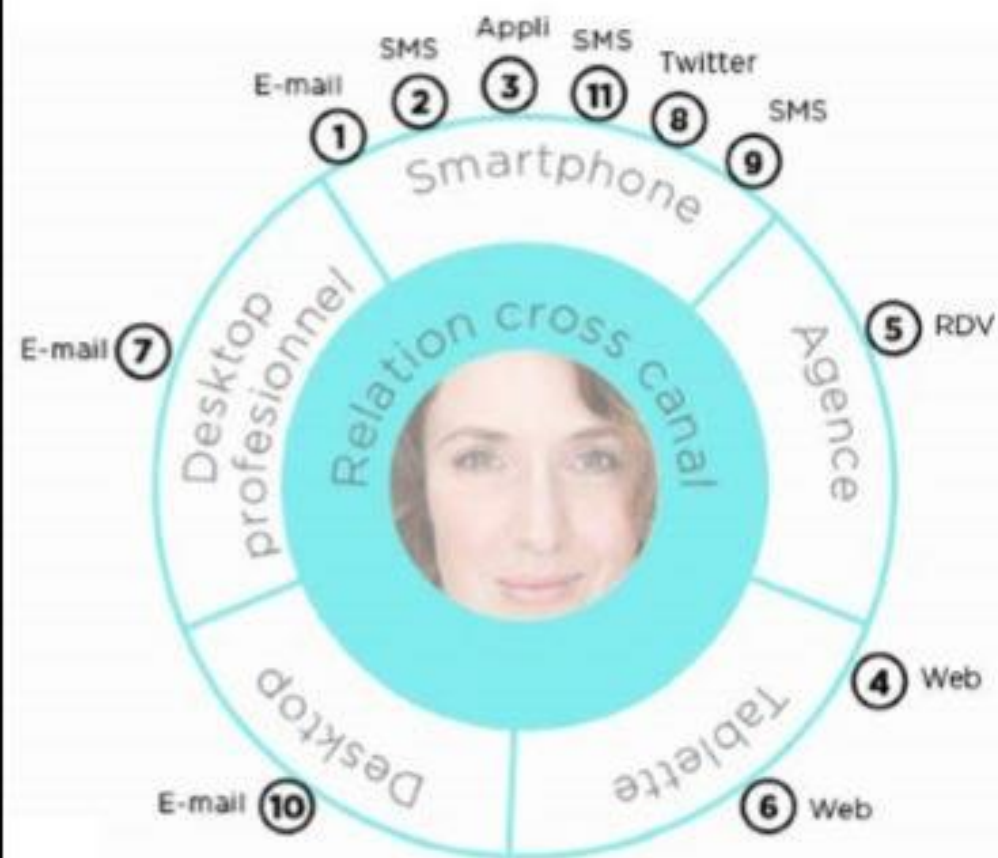 Appli
SMS
SMS
Twitter
E-mail
SMS
3
11
2
8
1
9
Smartphone
5 RDV
E-mail 7
Desktop
profesionnel
Relation cross canal
Agence
4 Web
Desktop
Tablette
E-mail 10
6 Web